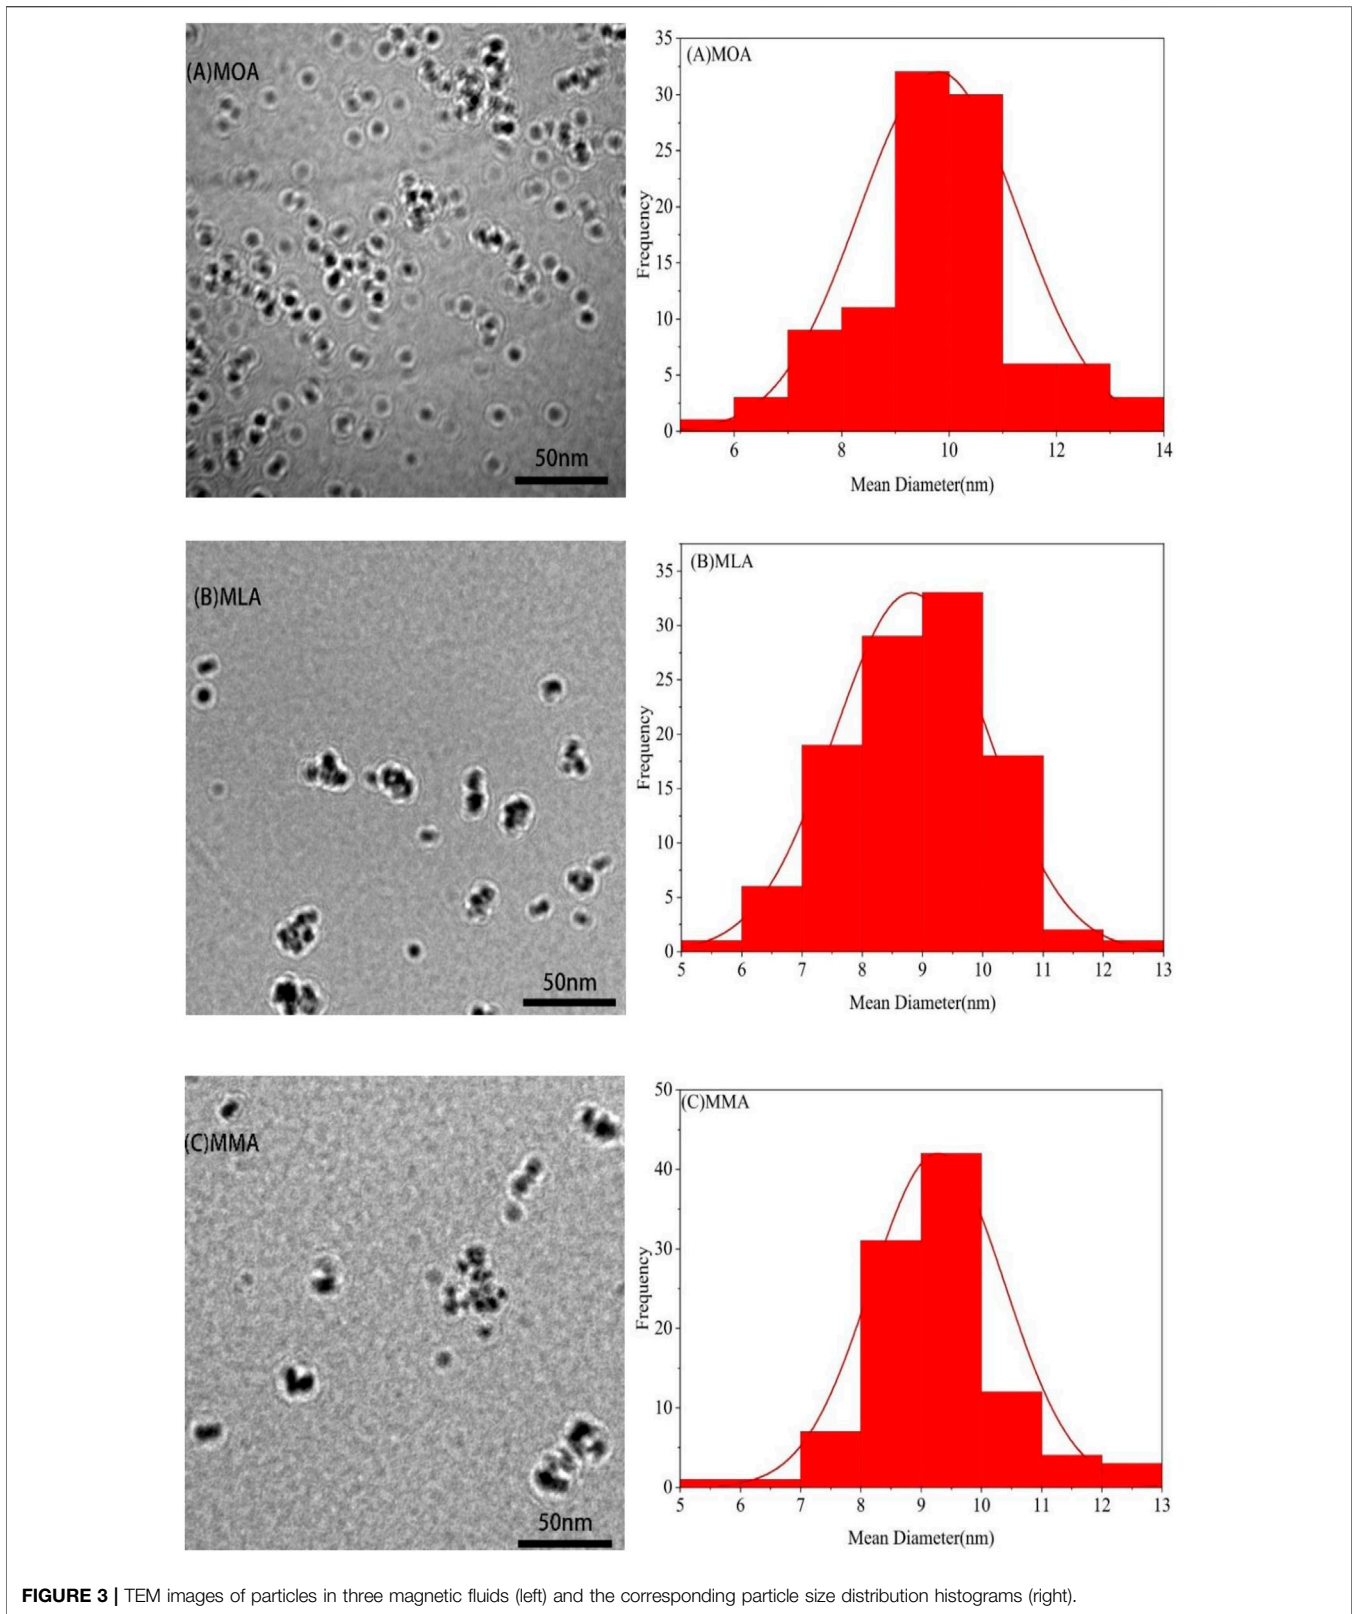 (A)MOA
50nm
(A)MOA
35
30
25
20
15
10
5
0
Frequency
6 8 10 12 14
Mean Diameter(nm)
(B)MLA
50nm
(B)MLA
35
30
25
20
15
10
5
0
Frequency
5 6 7 8 9 10 11 12 13
Mean Diameter(nm)
(C)MMA
50nm
(C)MMA
50
40
30
20
10
0
Frequency
5 6 7 8 9 10 11 12 13
Mean Diameter(nm)
FIGURE 3 | TEM images of particles in three magnetic fluids (left) and the corresponding particle size distribution histograms (right).